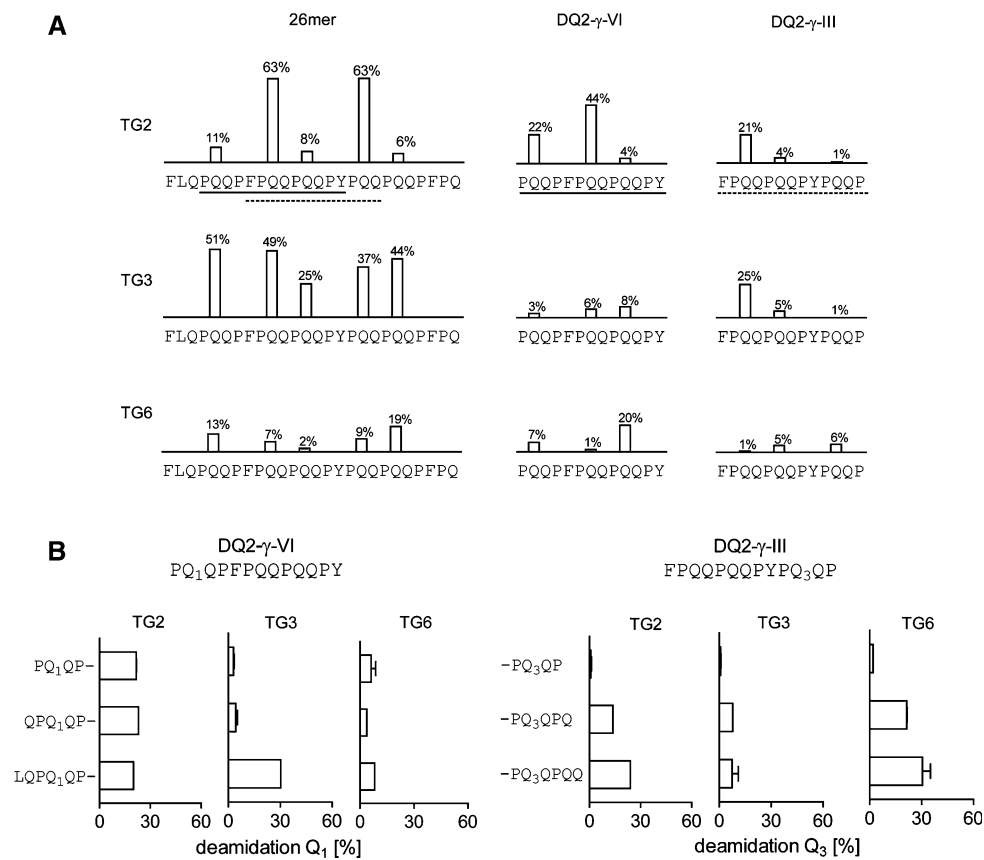 A
26mer DQ2-γ-VI DQ2-γ-III
TG2
11% 63% 8% 63% 6%
22% 44% 4%
21% 4% 1%
FLQPQQPFPQQPQQPYPQQPQQPFPQ PQQPFPQQPQQPY FPQQPQQPYPQQP
TG3
51% 49% 25% 37% 44%
3% 6% 8%
25% 5% 1%
FLQPQQPFPQQPQQPYPQQPQQPFPQ PQQPFPQQPQQPY FPQQPQQPYPQQP
TG6
13% 7% 2% 9% 19%
7% 1% 20%
1% 5% 6%
FLQPQQPFPQQPQQPYPQQPQQPFPQ PQQPFPQQPQQPY FPQQPQQPYPQQP
B
DQ2-γ-VI
PQ₁QPFPQQPQQPY
TG2 TG3 TG6
PQ₁QP-
QPQ₁QP-
LQPQ₁QP-
0 30 60 0 30 60 0 30 60
deamidation Q₁ [%]
DQ2-γ-III
FPQQPQQPYPQ₃QP
TG2 TG3 TG6
-PQ₃QP
-PQ₃QPQ
-PQ₃QPQQ
0 30 60 0 30 60 0 30 60
deamidation Q₃ [%]